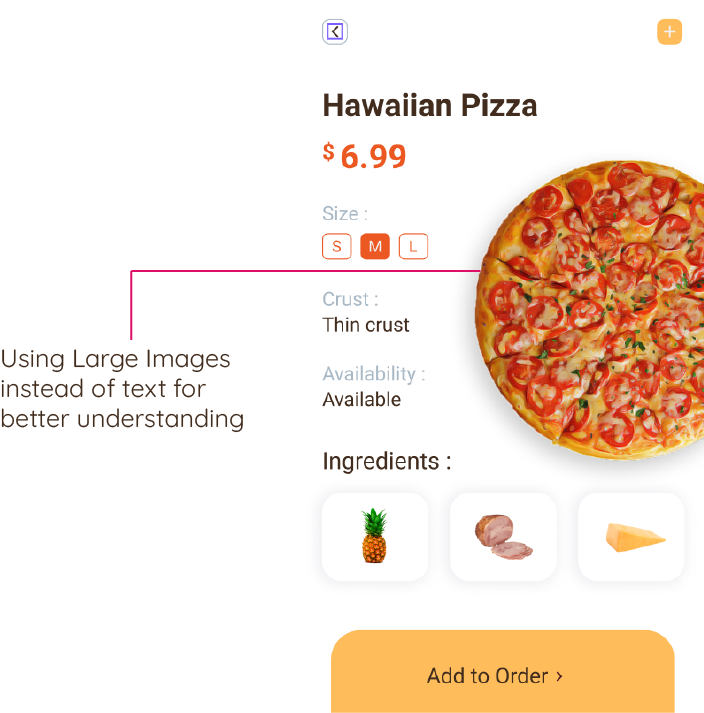 Hawaiian Pizza
$ 6.99
Size :
S M L
Crust :
Thin crust
Using Large Images
instead of text for
better understanding
Availability :
Available
Ingredients :
Add to Order ›